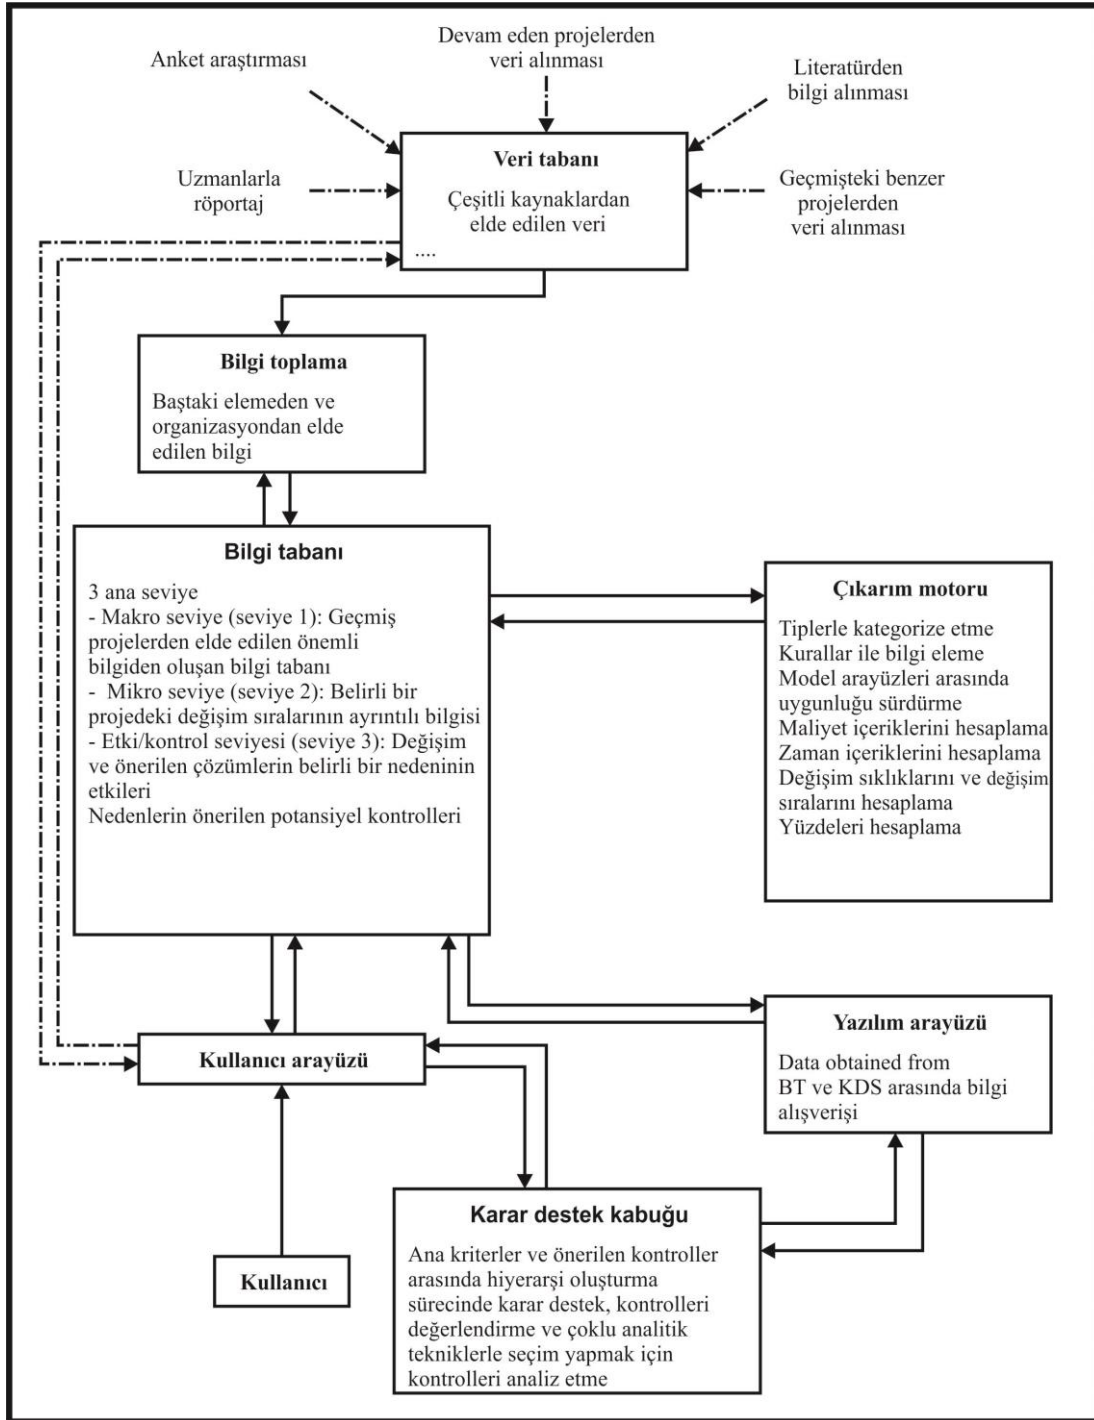 Anket araştırması
Devam eden projelerden
veri alınması
Literatürden
bilgi alınması
Uzmanlarla
röportaj
Geçmişteki benzer
projelerden
veri alınması
Veri tabanı
Çeşitli kaynaklardan
elde edilen veri
....
Bilgi toplama
Baştaki elemeden ve
organizasyondan elde
edilen bilgi
Bilgi tabanı
3 ana seviye
- Makro seviye (seviye 1): Geçmiş
projelerden elde edilen önemli
bilgiden oluşan bilgi tabanı
- Mikro seviye (seviye 2): Belirli bir
projedeki değişim sıralarının ayrıntılı bilgisi
- Etki/kontrol seviyesi (seviye 3): Değişim
ve önerilen çözümlerin belirli bir nedeninin
etkileri
Nedenlerin önerilen potansiyel kontrolleri
Çıkarım motoru
Tiplerle kategorize etme
Kurallar ile bilgi eleme
Model arayüzleri arasında
uygunluğu sürdürme
Maliyet içeriklerini hesaplama
Zaman içeriklerini hesaplama
Değişim sıklıklarını ve değişim
sıralarını hesaplama
Yüzdeleri hesaplama
Yazılım arayüzü
Data obtained from
BT ve KDS arasında bilgi
alışverişi
Kullanıcı arayüzü
Kullanıcı
Karar destek kabuğu
Ana kriterler ve önerilen kontroller
arasında hiyerarşi oluşturma
sürecinde karar destek, kontrolleri
değerlendirme ve çoklu analitik
tekniklerle seçim yapmak için
kontrolleri analiz etme